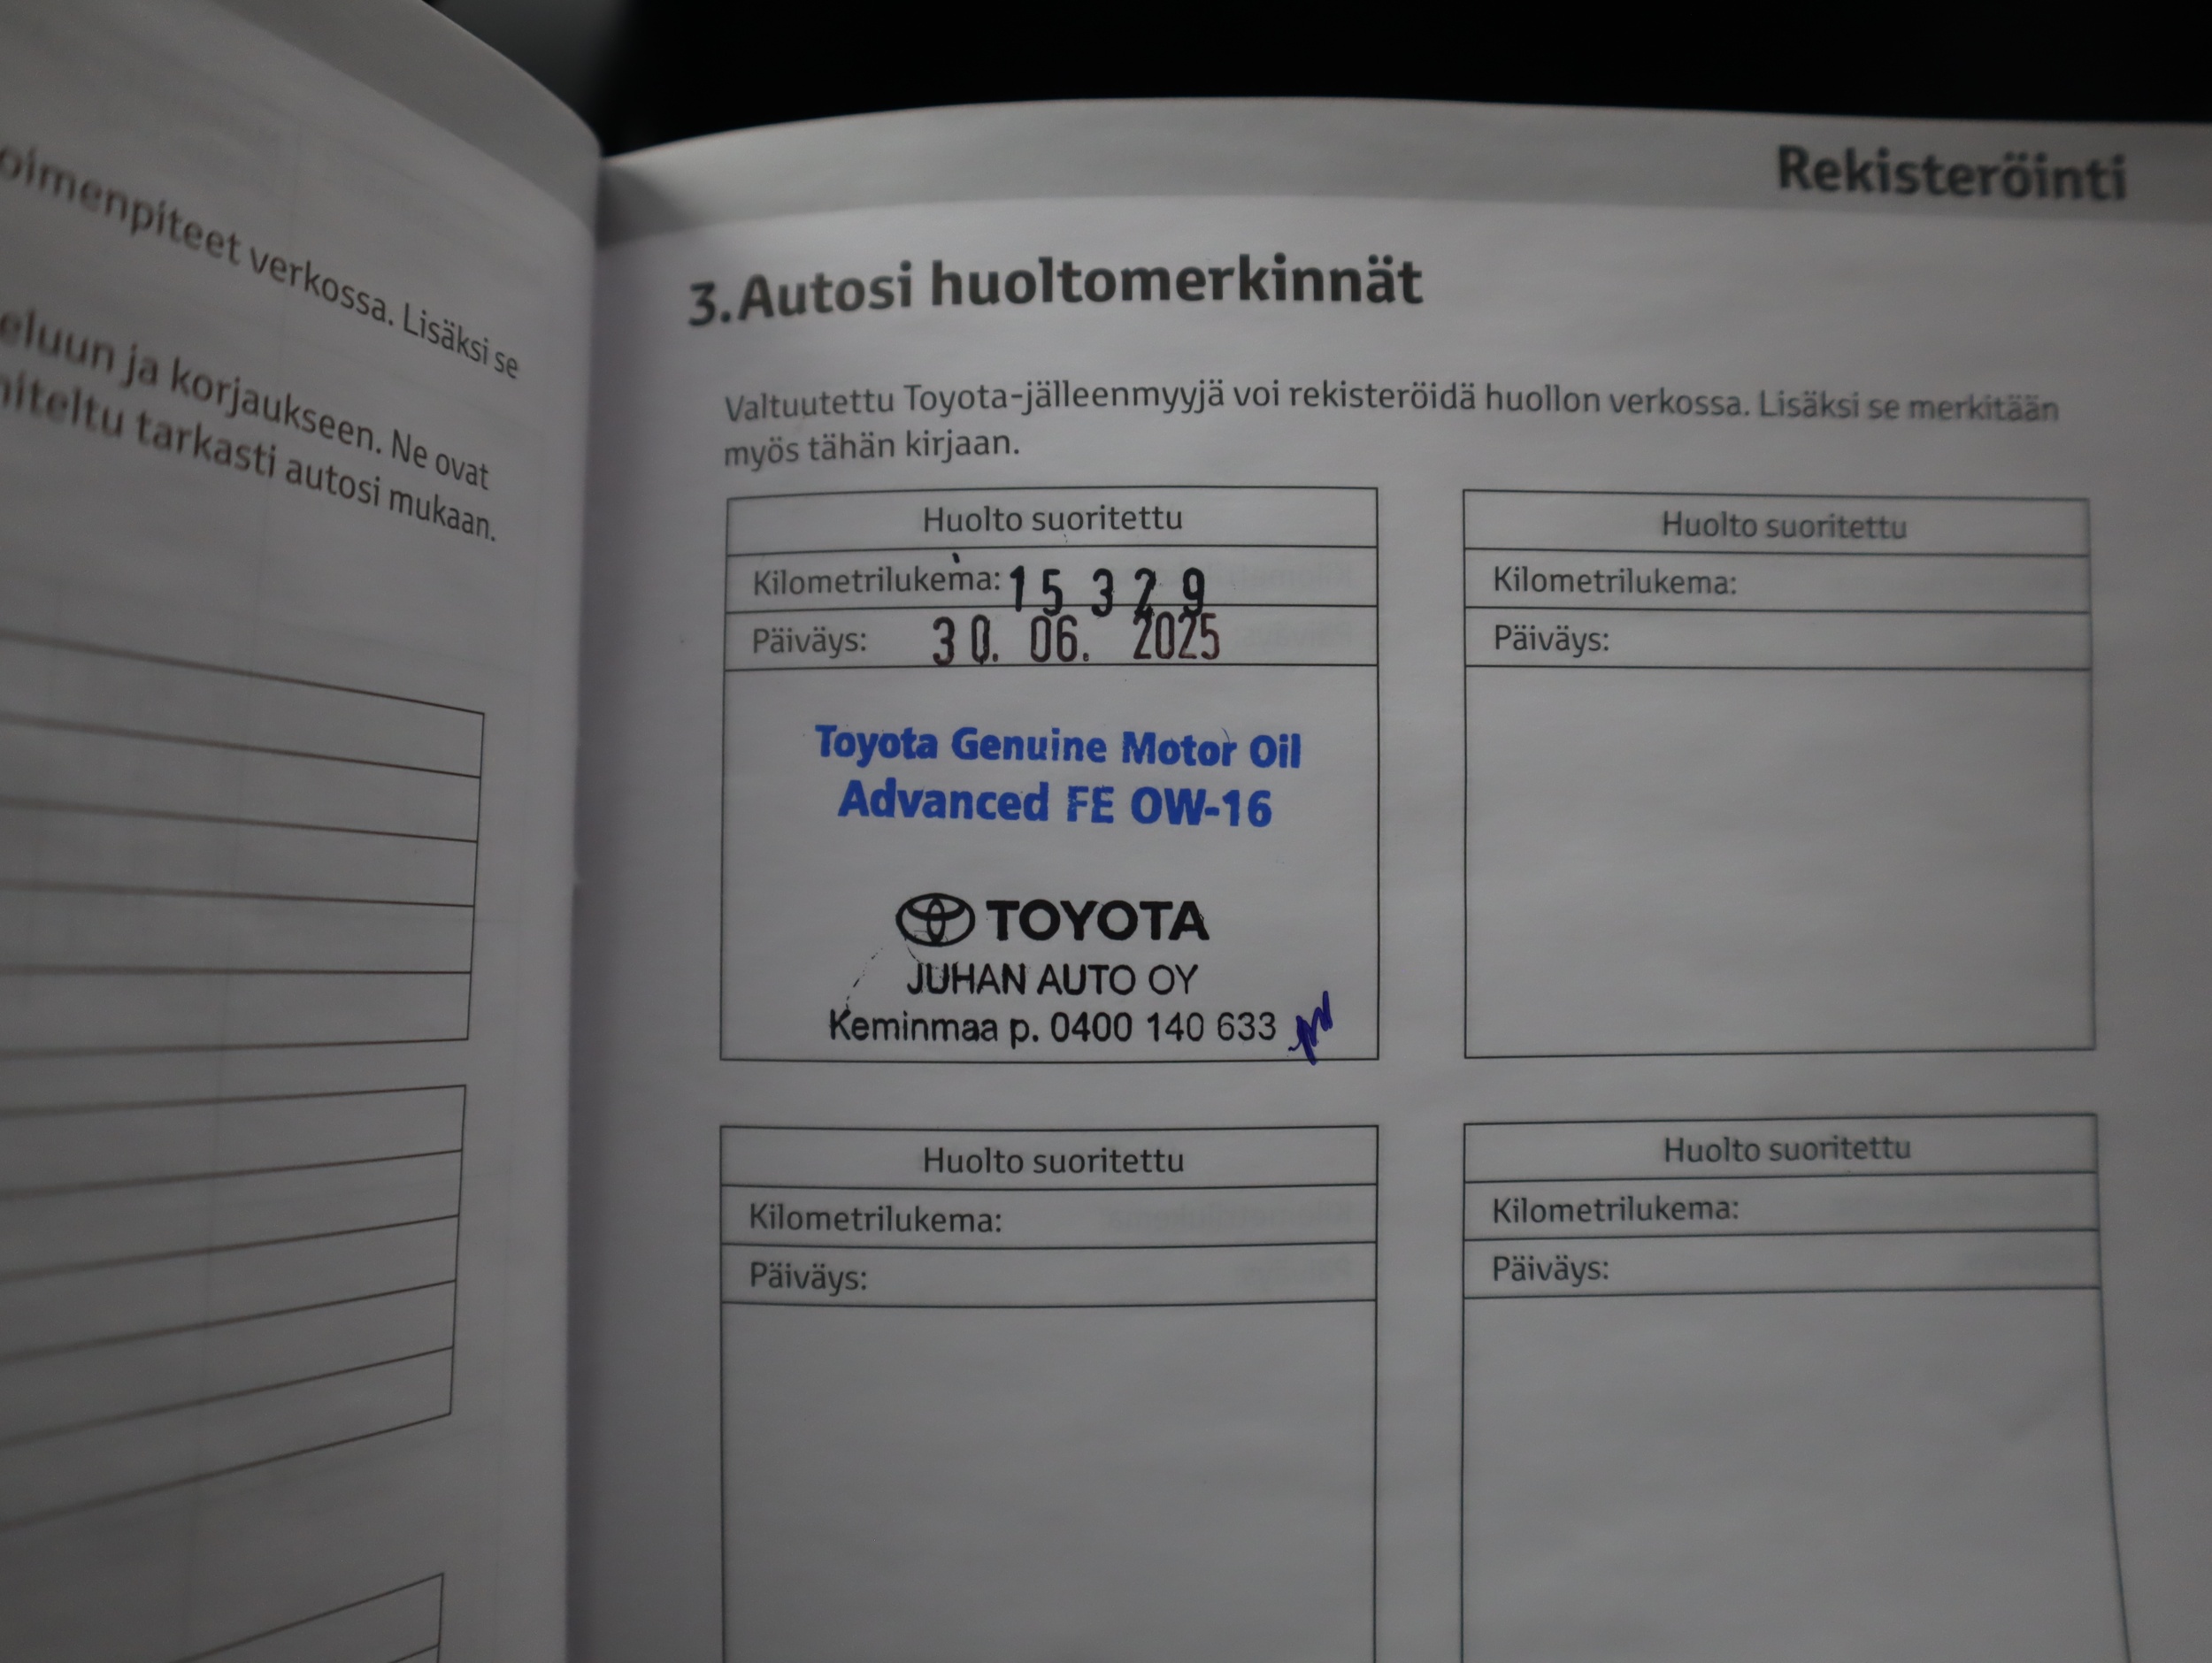 oimenpiteet verkossa. Lisäksi se
eluun ja korjaukseen. Ne ovat
niteltu tarkasti autosi mukaan.
Rekisteröinti
3. Autosi huoltomerkinnät
Valtuutettu Toyota-jälleenmyyjä voi rekisteröidä huollon verkossa. Lisäksi se merkitään
myös tähän kirjaan.
Huolto suoritettu
Kilometrilukema: 15 329
Päiväys: 30. 06. 2025
Toyota Genuine Motor Oil
Advanced FE 0W-16
TOYOTA
JUHAN AUTO OY
Keminmaa p. 0400 140 633
Huolto suoritettu
Kilometrilukema:
Päiväys:
Huolto suoritettu
Kilometrilukema:
Päiväys:
Huolto suoritettu
Kilometrilukema:
Päiväys: